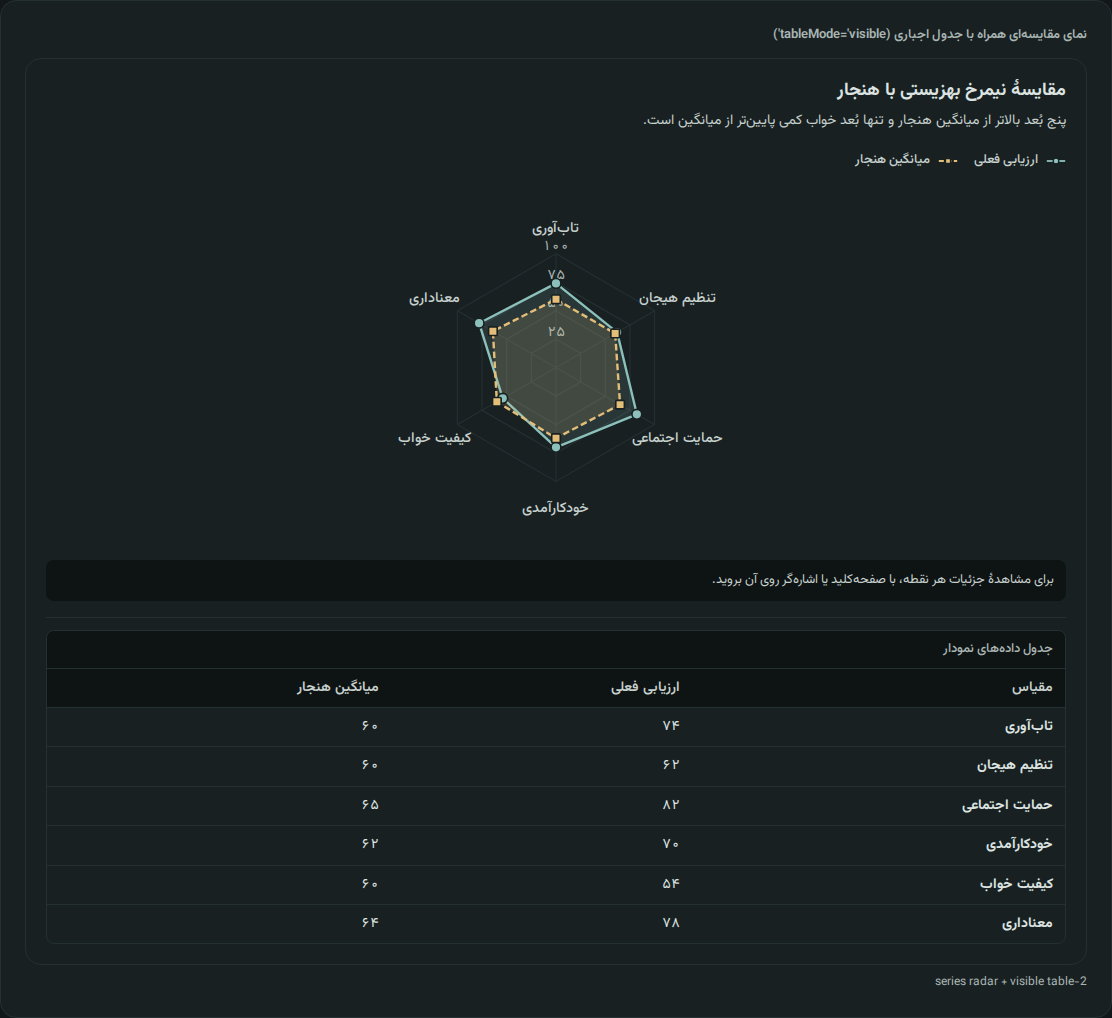 نمای مقایسه‌ای همراه با جدول اجباری (tableMode='visible')
مقایسهٔ نیمرخ بهزیستی با هنجار
پنج بُعد بالاتر از میانگین هنجار و تنها بُعد خواب کمی پایین‌تر از میانگین است.
ارزیابی فعلی میانگین هنجار
تاب‌آوری
۱۰۰
۷۵
۲۵
تنظیم هیجان
معناداری
حمایت اجتماعی
کیفیت خواب
خودکارآمدی
برای مشاهدهٔ جزئیات هر نقطه، با صفحه‌کلید یا اشاره‌گر روی آن بروید.
جدول داده‌های نمودار
مقیاس ارزیابی فعلی میانگین هنجار
تاب‌آوری ۷۴ ۶۰
تنظیم هیجان ۶۲ ۶۰
حمایت اجتماعی ۸۲ ۶۵
خودکارآمدی ۷۰ ۶۲
کیفیت خواب ۵۴ ۶۰
معناداری ۷۸ ۶۴
2-series radar + visible table